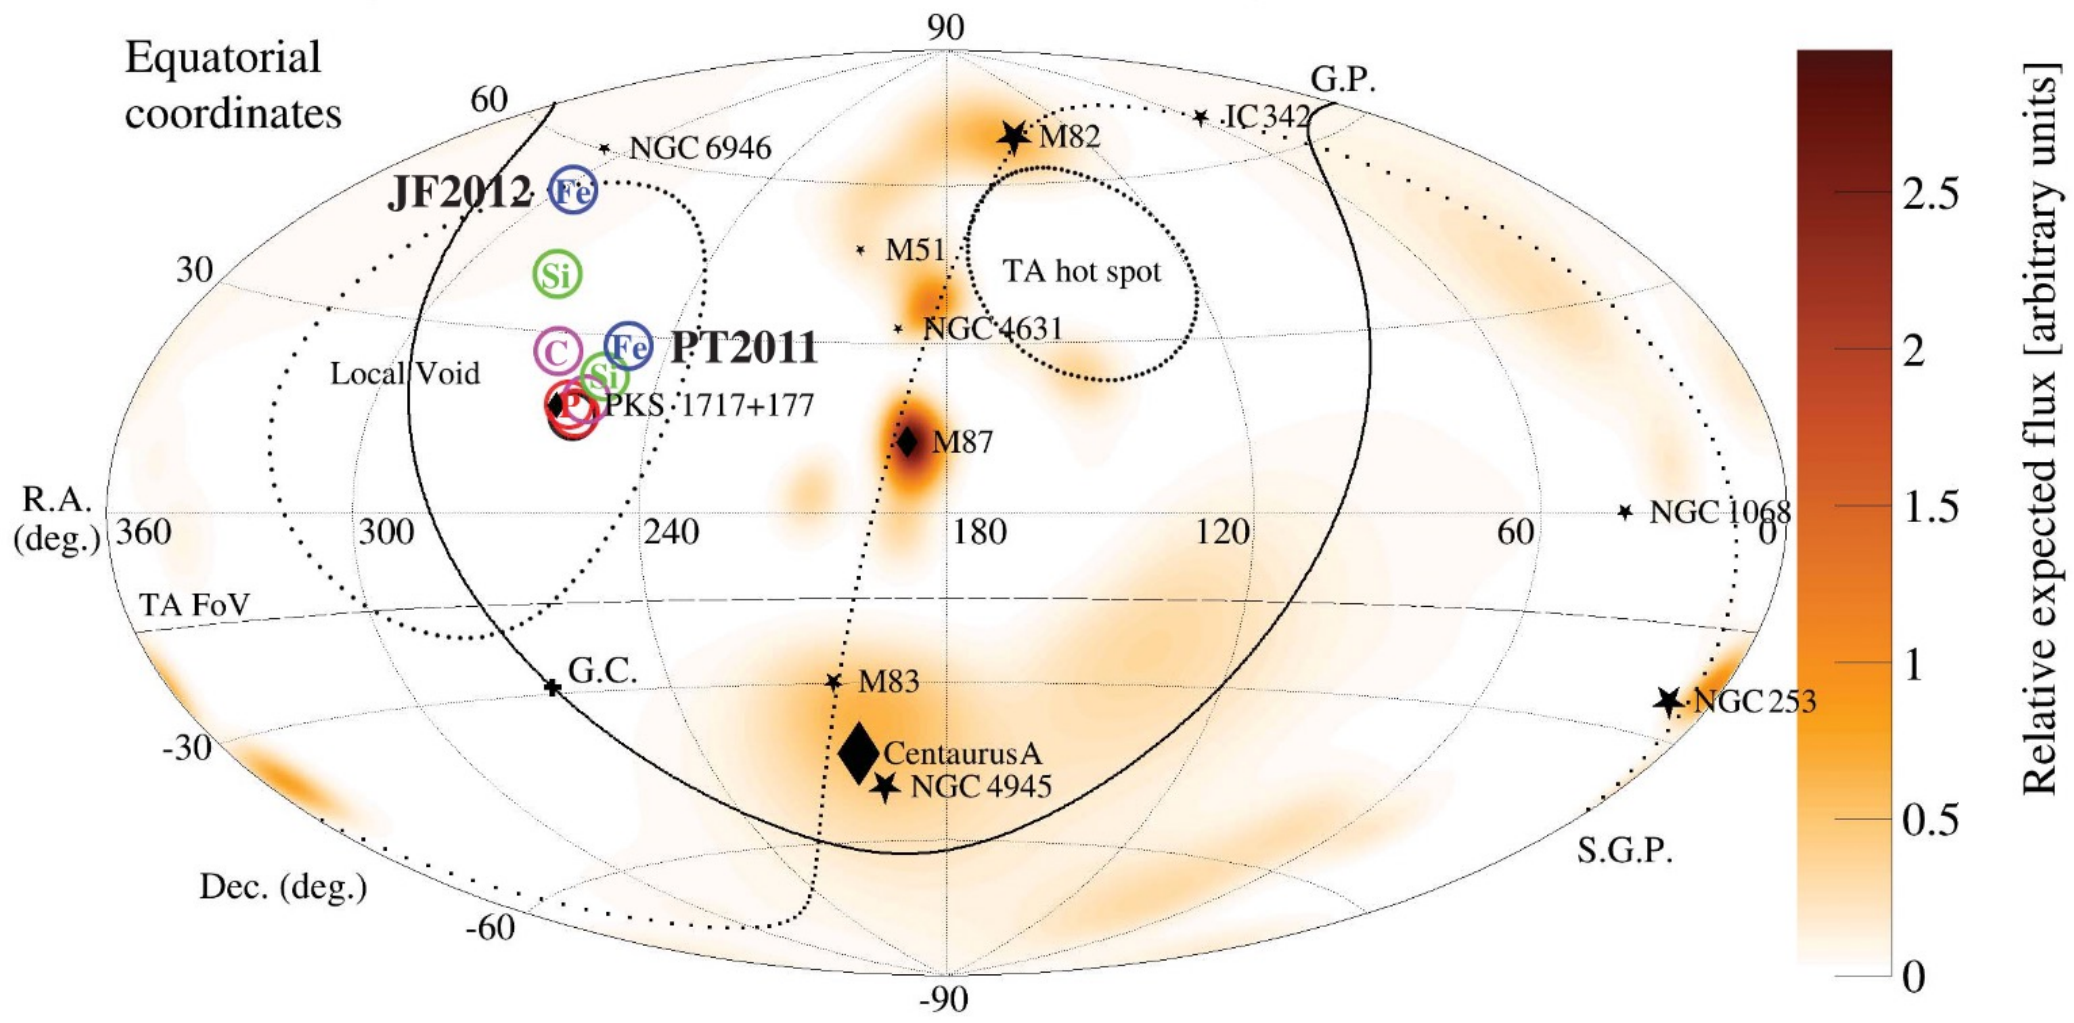 90
Equatorial
coordinates
60
G.P.
IC 342
M82
NGC 6946
JF2012
Fe
2.5
M51
30
Si
TA hot spot
NGC 4631
C
Fe
PT2011
2
Local Void
Si
P
PKS 1717+177
M87
R.A.
(deg.)
360
300
240
180
120
60
NGC 1068
0
1.5
TA FoV
G.C.
M83
1
NGC 253
-30
Centaurus A
NGC 4945
0.5
S.G.P.
Dec. (deg.)
-60
-90
0
Relative expected flux [arbitrary units]